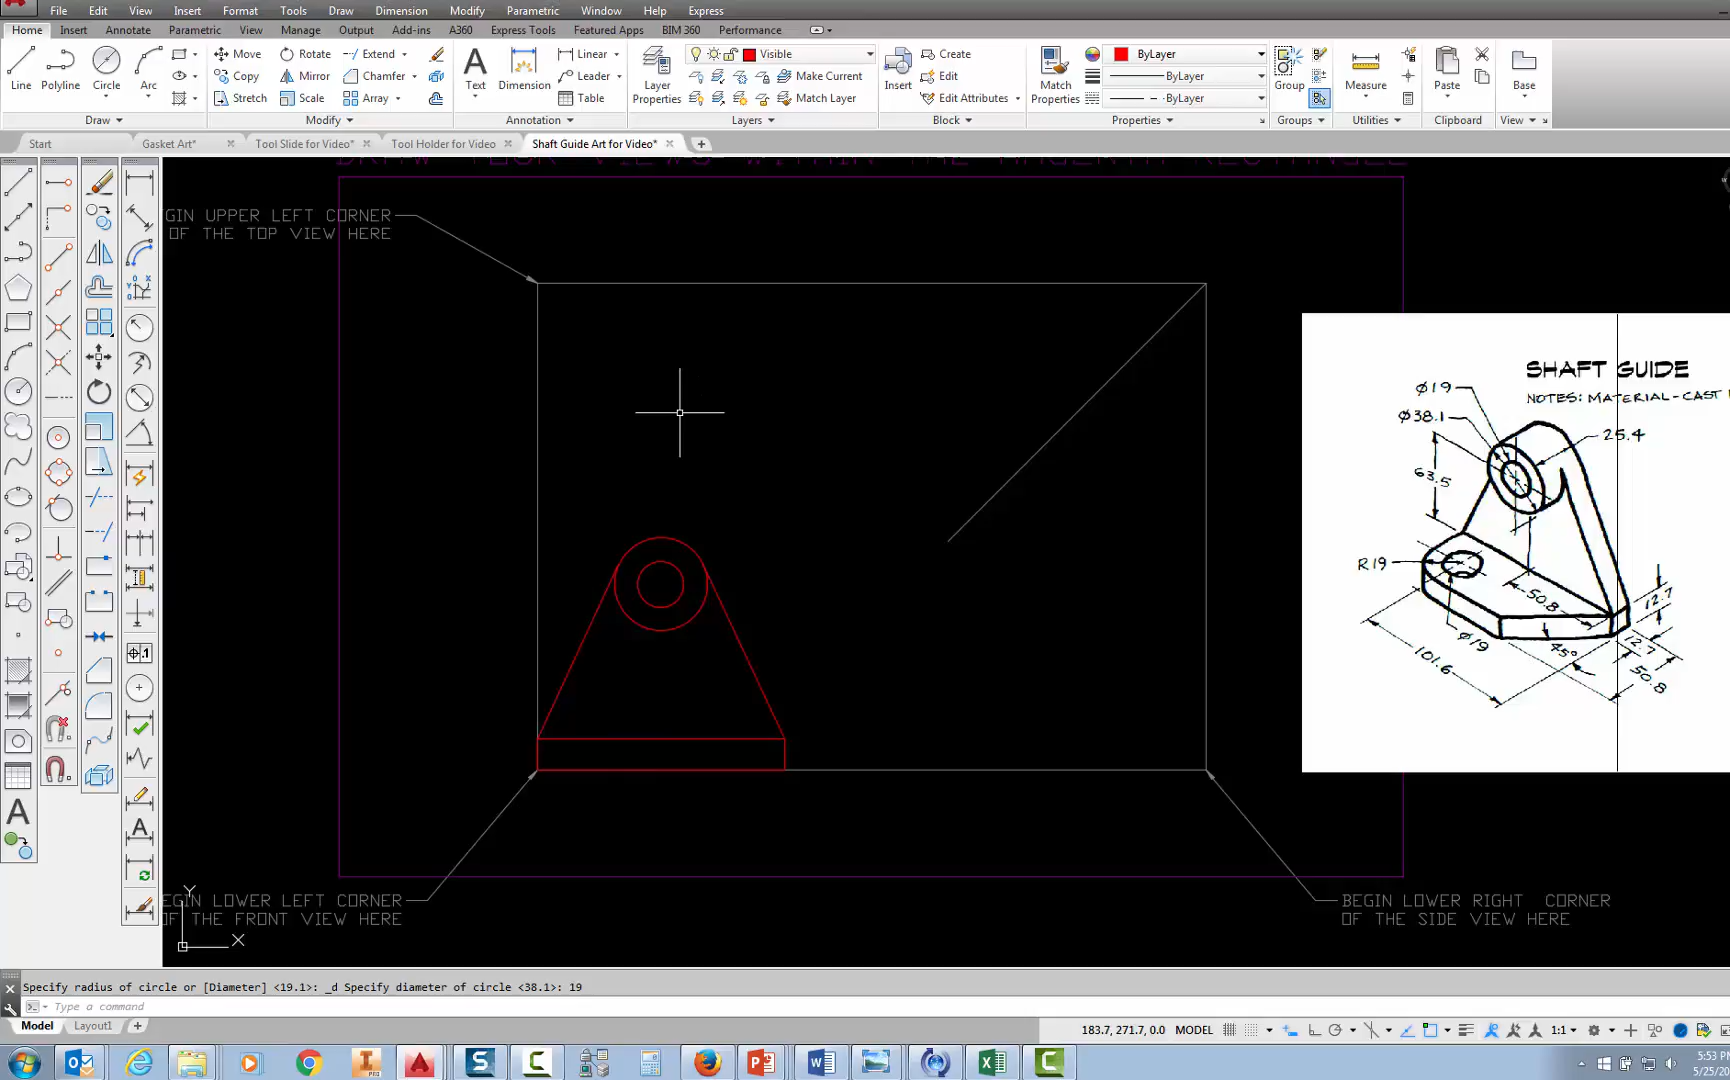 File Edit View Insert Format Tools Draw Dimension Modify Parametric Window Help Express
Home Insert Annotate Parametric View Manage Output Add-ins A360 Express Tools Featured Apps BIM 360 Performance
Line Polyline Circle Arc
Move Rotate Extend
Copy Mirror Chamfer
Stretch Scale Array
Text Dimension
Linear
Leader
Table
Layer Properties
Visible
Make Current
Match Layer
Insert
Create
Edit
Edit Attributes
Match Properties
ByLayer
ByLayer
ByLayer
Group
Measure
Paste
Base
Draw Modify Annotation Layers Block Properties Groups Utilities Clipboard View
Start Gasket Art* Tool Slide for Video* Tool Holder for Video Shaft Guide Art for Video*
DRAW YOUR VIEWS WITHIN THE MAGENTA RECTANGLE
GIN UPPER LEFT CORNER
OF THE TOP VIEW HERE
SHAFT GUIDE
NOTES: MATERIAL-CAST
Ø19
Ø38.1
25.4
63.5
R19
50.8
12.7
Ø19
45°
12.7
101.6
50.8
EGIN LOWER LEFT CORNER
OF THE FRONT VIEW HERE
BEGIN LOWER RIGHT CORNER
OF THE SIDE VIEW HERE
Y
X
Specify radius of circle or [Diameter] <19.1>: _d Specify diameter of circle <38.1>: 19
Type a command
Model Layout1
183.7, 271.7, 0.0 MODEL 1:1
5:53 P
5/25/20